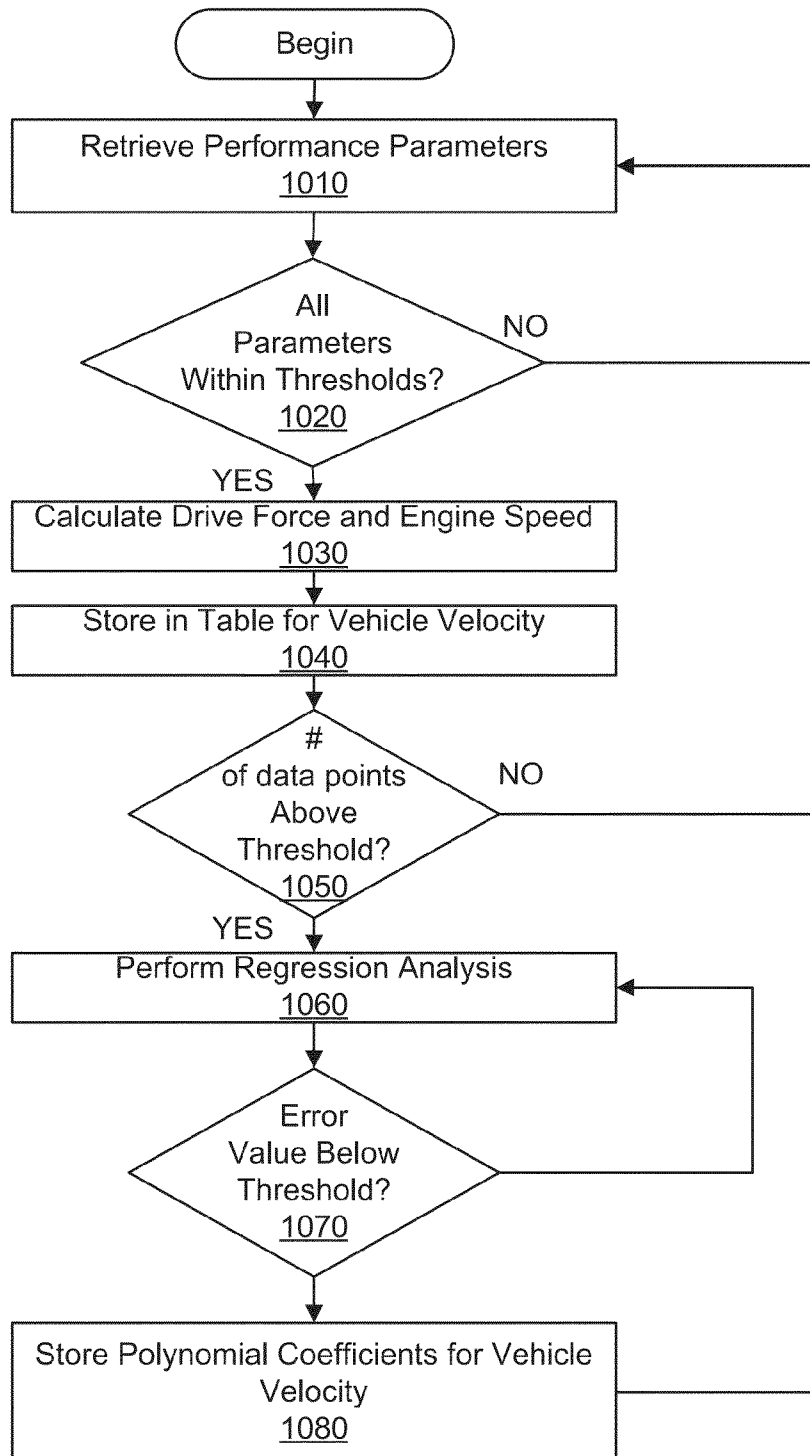 Begin
Retrieve Performance Parameters
1010
All
Parameters
Within Thresholds?
1020
NO
YES
Calculate Drive Force and Engine Speed
1030
Store in Table for Vehicle Velocity
1040
#
of data points
Above
Threshold?
1050
NO
YES
Perform Regression Analysis
1060
Error
Value Below
Threshold?
1070
Store Polynomial Coefficients for Vehicle
Velocity
1080